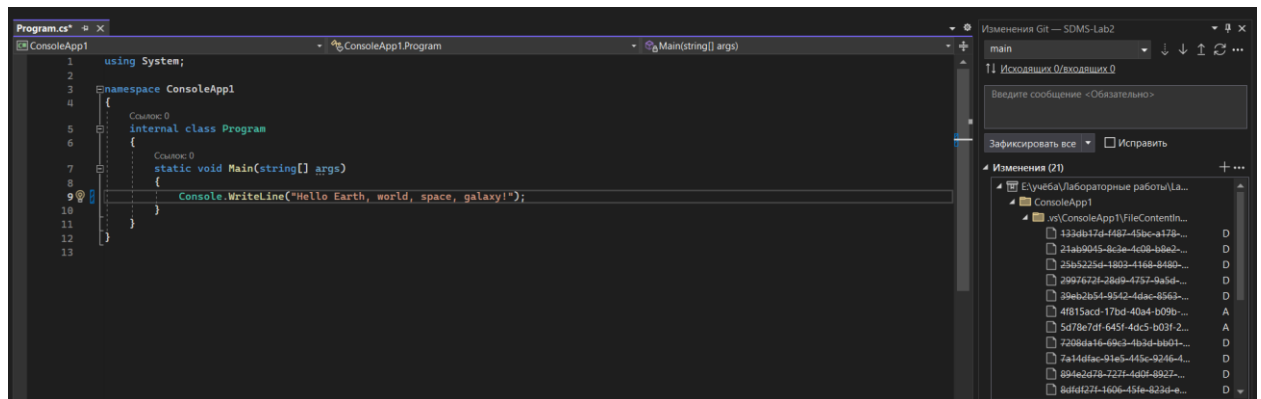 Program.cs*
ConsoleApp1
ConsoleApp1.Program
Main(string[] args)
1 using System;
2
3 namespace ConsoleApp1
4 {
Ссылок: 0
5 internal class Program
6 {
Ссылок: 0
7 static void Main(string[] args)
8 {
9 Console.WriteLine("Hello Earth, world, space, galaxy!");
10 }
11 }
12 }
13
Изменения Git — SDMS-Lab2
main
Исходящих 0/входящих 0
Введите сообщение <Обязательно>
Зафиксировать все
Исправить
Изменения (21)
E:\учёба\Лабораторные работы\La...
ConsoleApp1
.vs\ConsoleApp1\FileContentIn...
133db17d-f487-45bc-a178-... D
21ab9045-8c3e-4c08-b8e2-... D
25b5225d-1803-4168-8480-... D
2997672f-28d9-4757-9a5d-... D
39eb2b54-9542-4dac-8563-... D
4f815acd-17bd-40a4-b09b-... A
5d78e7df-645f-4dc5-b03f-2... A
7208da16-69c3-4b3d-bb01-... D
7a14dfac-91e5-445c-9246-4... D
894e2d78-727f-4d0f-8927-... D
8dfdf27f-1606-45fe-823d-e... D